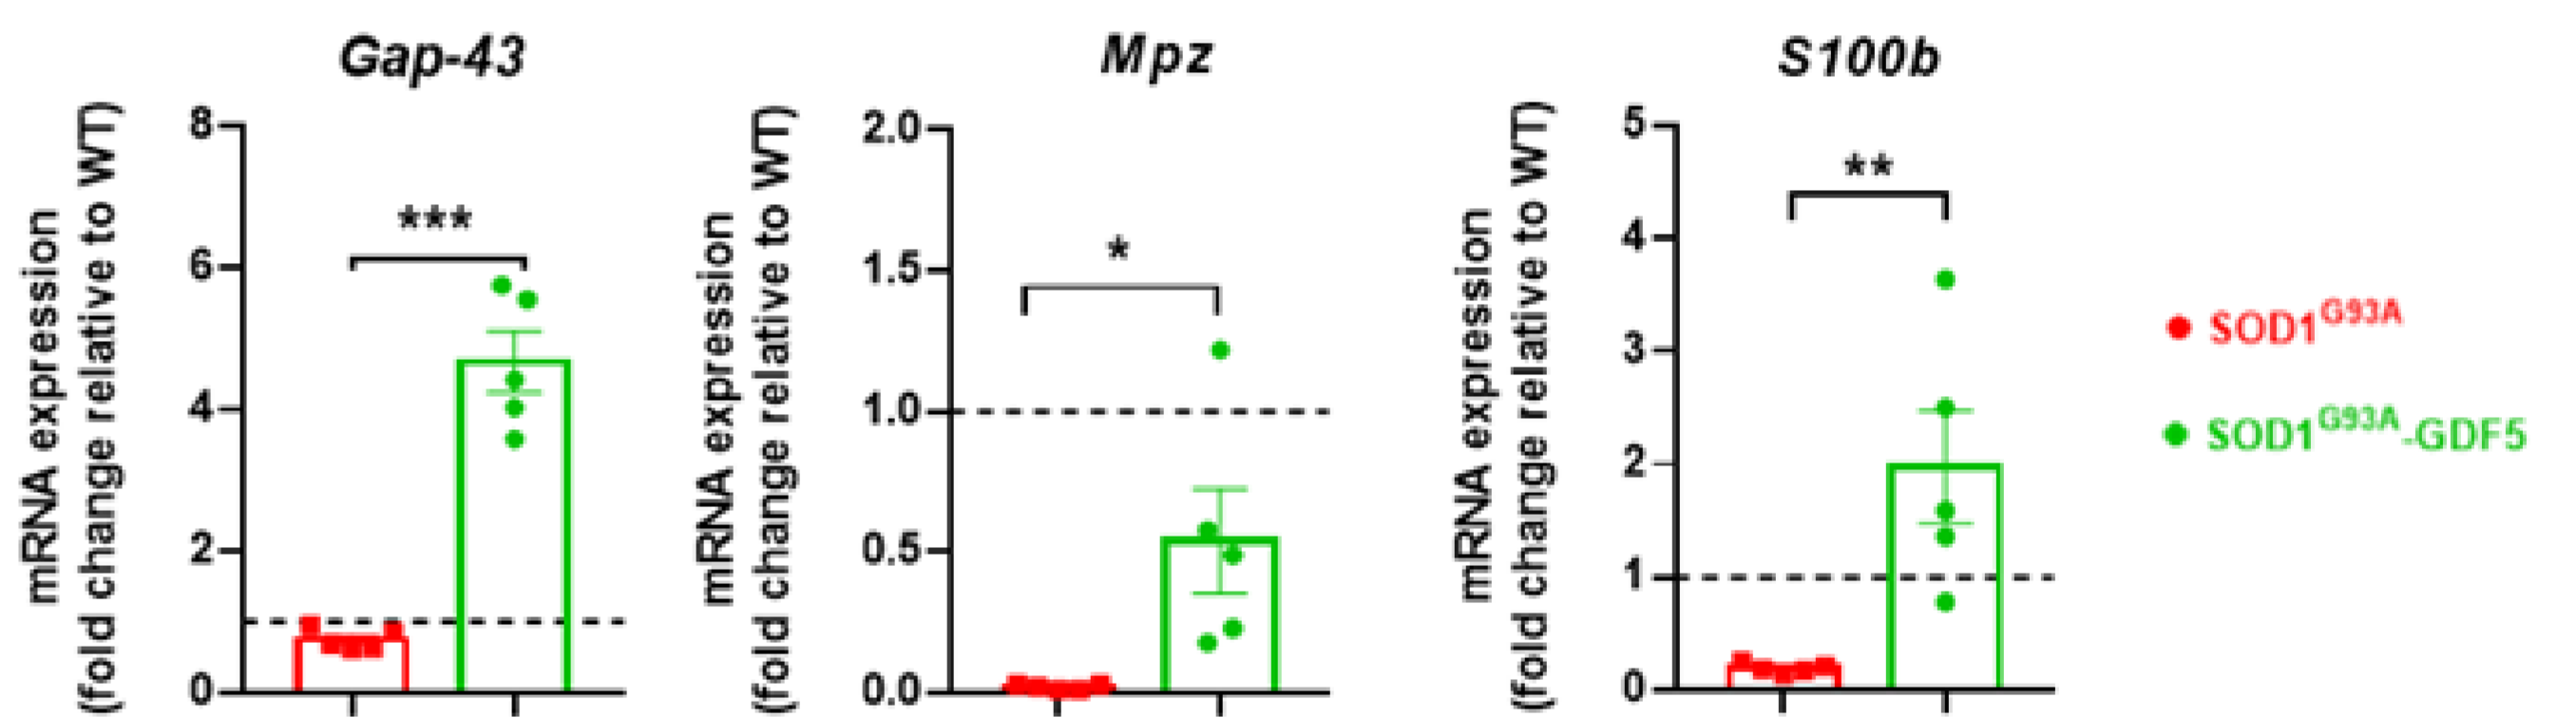 Gap-43
mRNA expression
(fold change relative to WT)
8
6
4
2
0
***
Mpz
mRNA expression
(fold change relative to WT)
2.0
1.5
1.0
0.5
0.0
*
S100b
mRNA expression
(fold change relative to WT)
5
4
3
2
1
0
**
SOD1G93A
SOD1G93A-GDF5